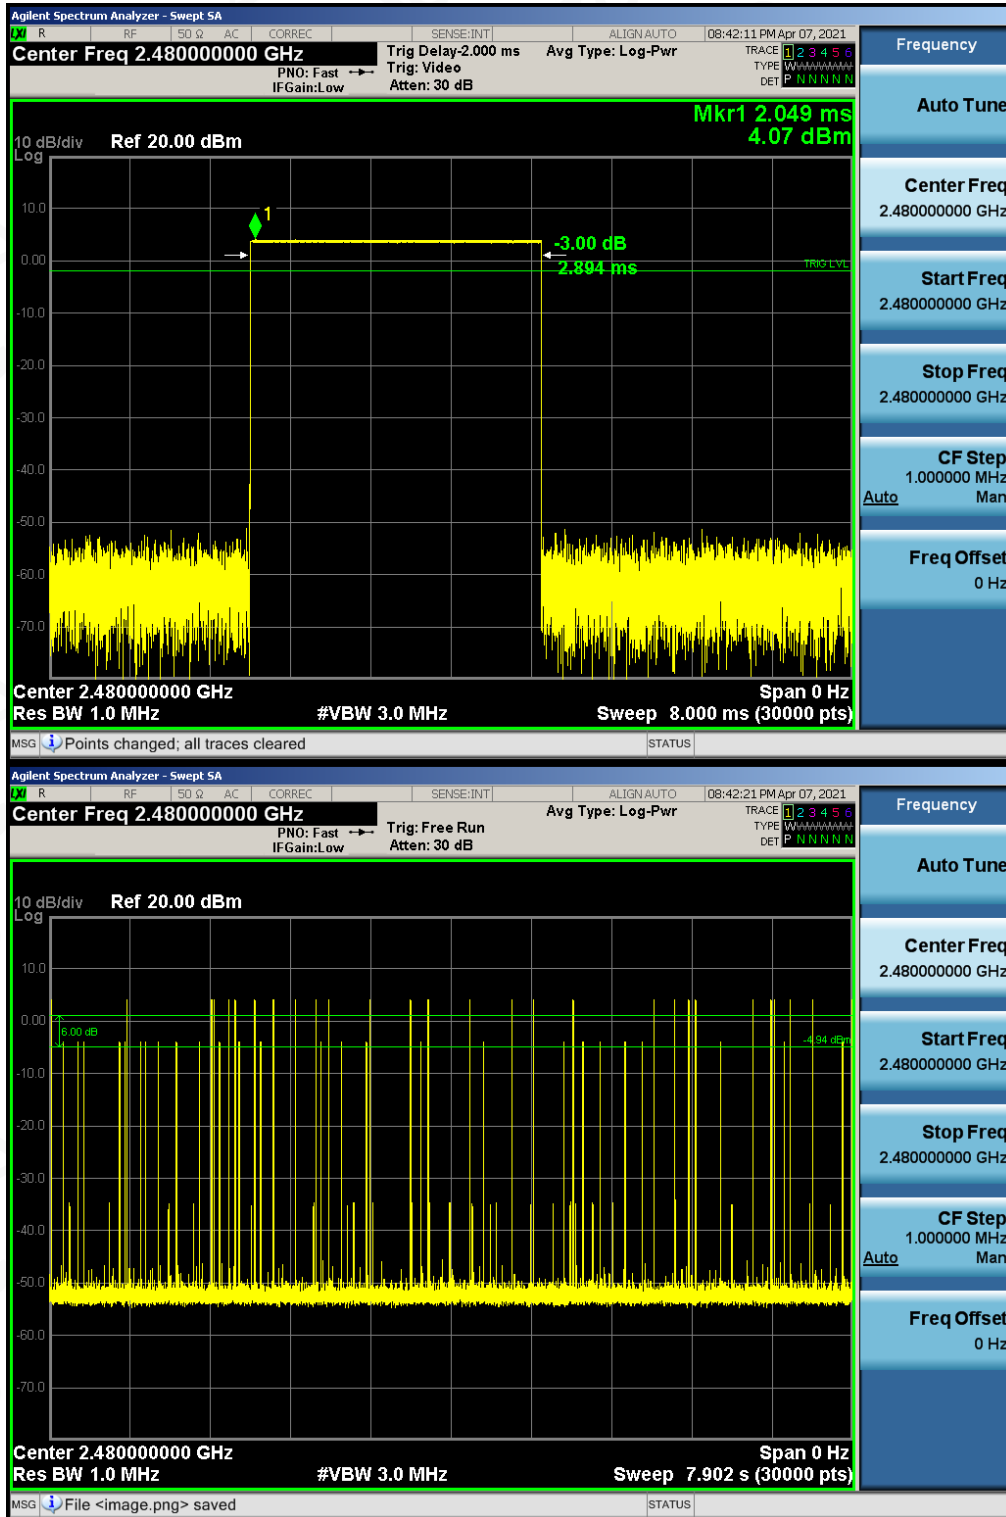 Agilent Spectrum Analyzer - Swept SA
LXI R RF 50 Ω AC CORREC SENSE:INT ALIGN AUTO 08:42:11 PM Apr 07, 2021
Center Freq 2.480000000 GHz
PNO: Fast
IFGain:Low
Trig Delay-2.000 ms
Trig: Video
Atten: 30 dB
Avg Type: Log-Pwr
TRACE 1 2 3 4 5 6
TYPE WWWWWW
DET P N N N N N
Frequency
Mkr1 2.049 ms
4.07 dBm
10 dB/div
Log
Ref 20.00 dBm
10.0
0.00
-10.0
-20.0
-30.0
-40.0
-50.0
-60.0
-70.0
1
-3.00 dB
2.894 ms
TRIG LVL
Center 2.480000000 GHz
Span 0 Hz
Res BW 1.0 MHz
#VBW 3.0 MHz
Sweep 8.000 ms (30000 pts)
MSG Points changed; all traces cleared
STATUS
Auto Tune
Center Freq
2.480000000 GHz
Start Freq
2.480000000 GHz
Stop Freq
2.480000000 GHz
CF Step
1.000000 MHz
Auto Man
Freq Offset
0 Hz
Agilent Spectrum Analyzer - Swept SA
LXI R RF 50 Ω AC CORREC SENSE:INT ALIGN AUTO 08:42:21 PM Apr 07, 2021
Center Freq 2.480000000 GHz
PNO: Fast
IFGain:Low
Trig: Free Run
Atten: 30 dB
Avg Type: Log-Pwr
TRACE 1 2 3 4 5 6
TYPE WWWWWW
DET P N N N N N
Frequency
10 dB/div
Log
Ref 20.00 dBm
10.0
0.00
-10.0
-20.0
-30.0
-40.0
-50.0
-60.0
-70.0
6.00 dB
-4.94 dBm
Center 2.480000000 GHz
Span 0 Hz
Res BW 1.0 MHz
#VBW 3.0 MHz
Sweep 7.902 s (30000 pts)
MSG File <image.png> saved
STATUS
Auto Tune
Center Freq
2.480000000 GHz
Start Freq
2.480000000 GHz
Stop Freq
2.480000000 GHz
CF Step
1.000000 MHz
Auto Man
Freq Offset
0 Hz